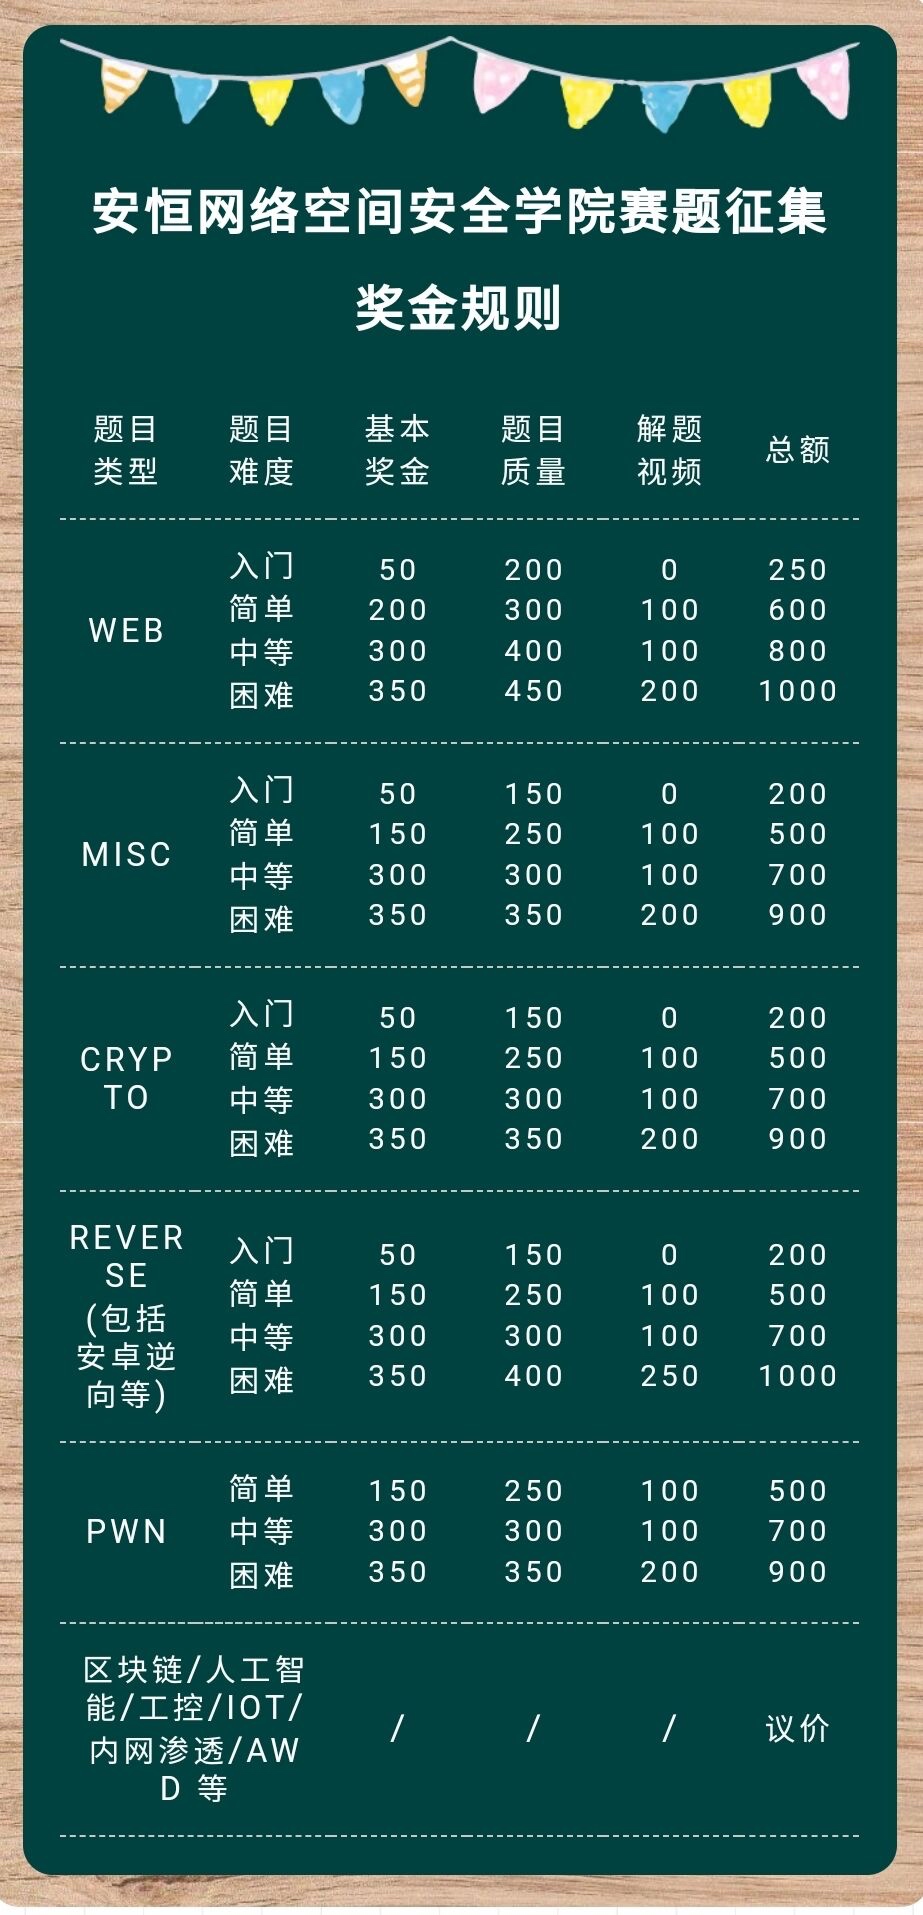 安恒网络空间安全学院赛题征集
奖金规则
题目类型 题目难度 基本奖金 题目质量 解题视频 总额
WEB
入门 50 200 0 250
简单 200 300 100 600
中等 300 400 100 800
困难 350 450 200 1000
MISC
入门 50 150 0 200
简单 150 250 100 500
中等 300 300 100 700
困难 350 350 200 900
CRYP
TO
入门 50 150 0 200
简单 150 250 100 500
中等 300 300 100 700
困难 350 350 200 900
REVER
SE
(包括
安卓逆
向等)
入门 50 150 0 200
简单 150 250 100 500
中等 300 300 100 700
困难 350 400 250 1000
PWN
简单 150 250 100 500
中等 300 300 100 700
困难 350 350 200 900
区块链/人工智
能/工控/IOT/
内网渗透/AW
D 等
/ / / 议价